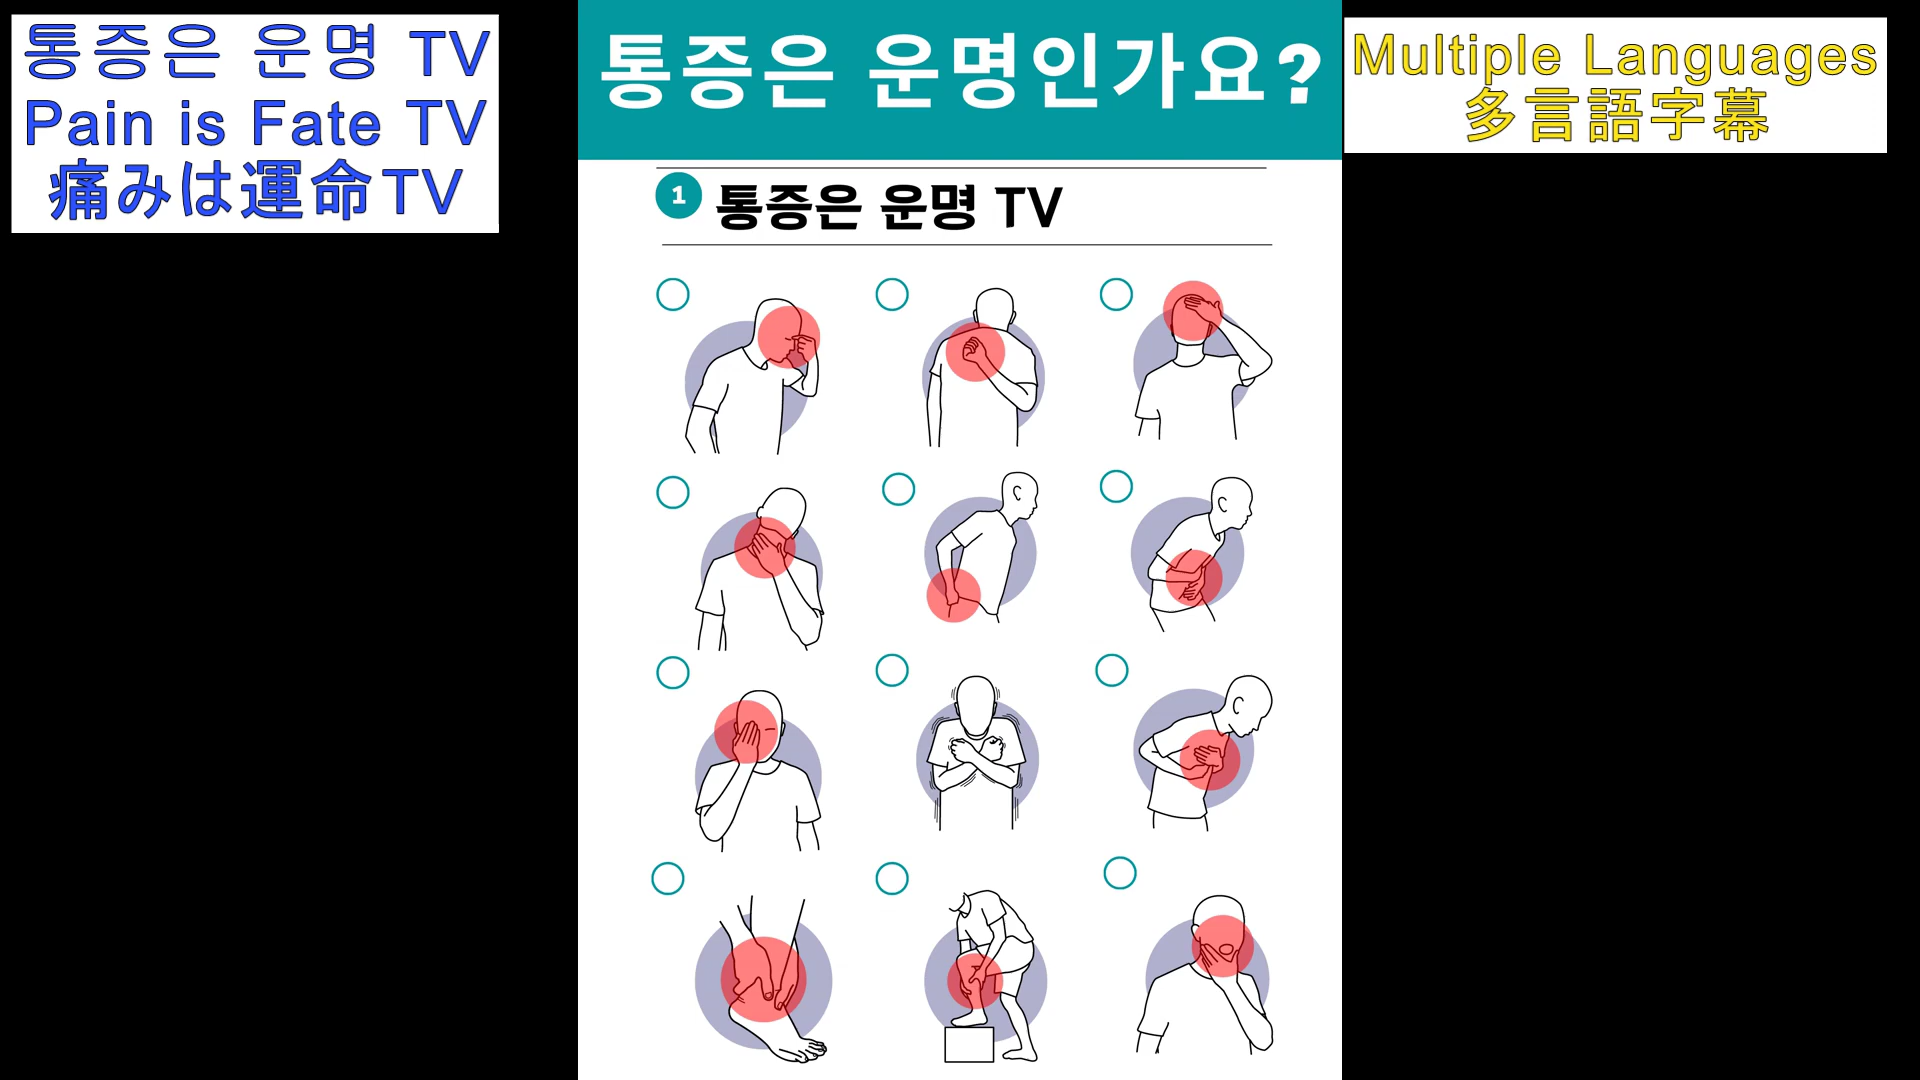 통증은 운명 TV
Pain is Fate TV
痛みは運命TV
통증은 운명인가요?
Multiple Languages
多言語字幕
1 통증은 운명 TV